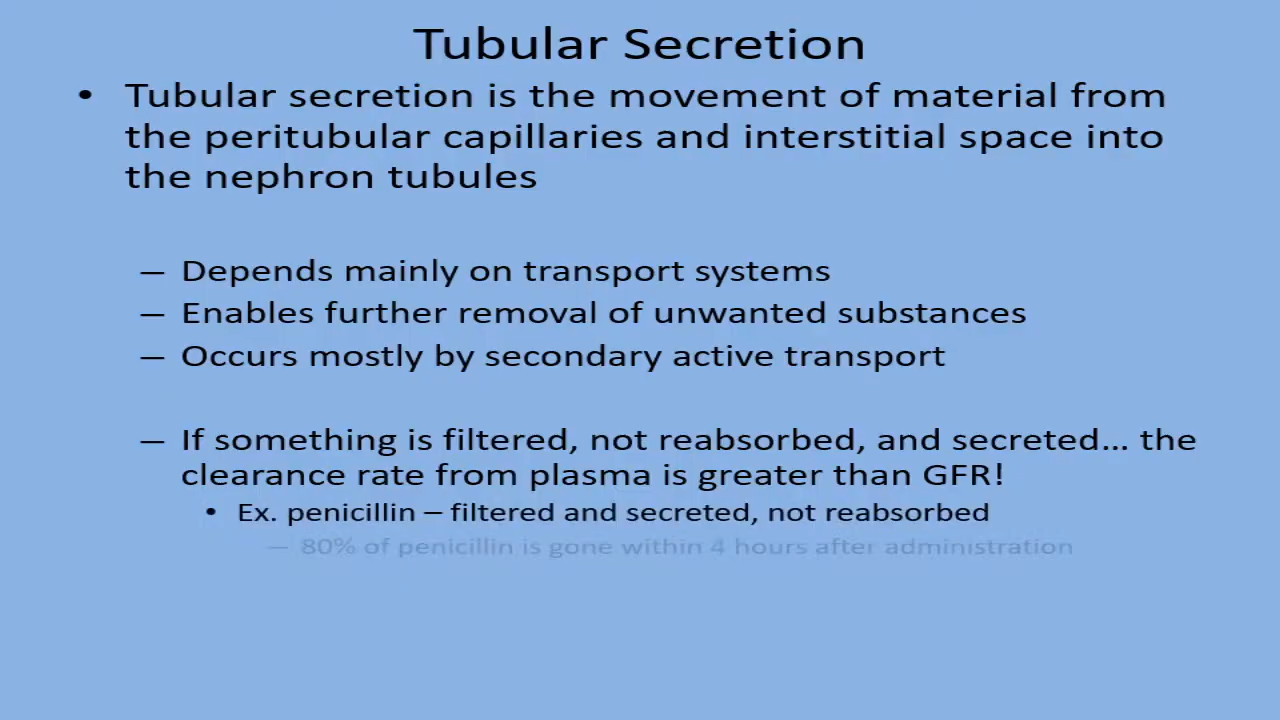 Tubular Secretion
• Tubular secretion is the movement of material from
the peritubular capillaries and interstitial space into
the nephron tubules
– Depends mainly on transport systems
– Enables further removal of unwanted substances
– Occurs mostly by secondary active transport
– If something is filtered, not reabsorbed, and secreted... the
clearance rate from plasma is greater than GFR!
• Ex. penicillin – filtered and secreted, not reabsorbed
– 80% of penicillin is gone within 4 hours after administration